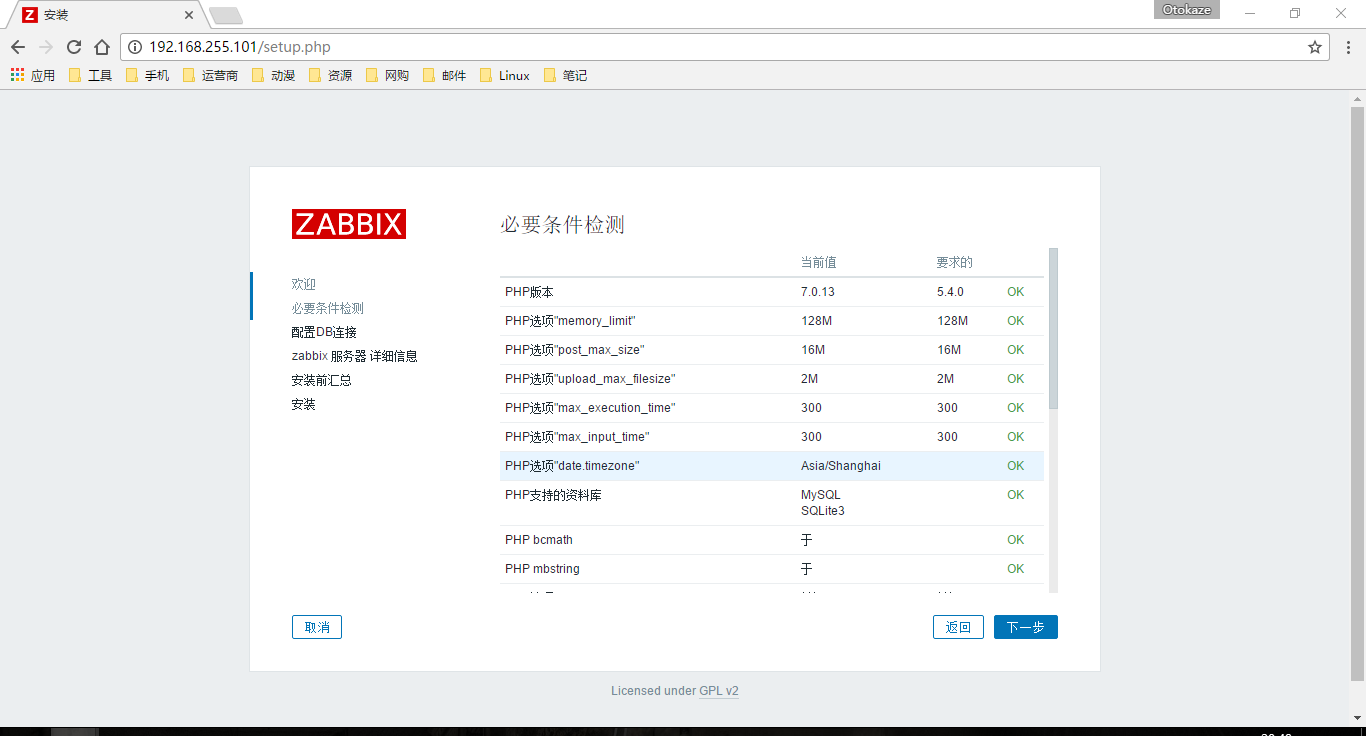 Z 安装
Otokaze
192.168.255.101/setup.php
应用 工具 手机 运营商 动漫 资源 网购 邮件 Linux 笔记
ZABBIX
欢迎
必要条件检测
配置DB连接
zabbix 服务器 详细信息
安装前汇总
安装
必要条件检测
当前值 要求的
PHP版本 7.0.13 5.4.0 OK
PHP选项"memory_limit" 128M 128M OK
PHP选项"post_max_size" 16M 16M OK
PHP选项"upload_max_filesize" 2M 2M OK
PHP选项"max_execution_time" 300 300 OK
PHP选项"max_input_time" 300 300 OK
PHP选项"date.timezone" Asia/Shanghai OK
PHP支持的资料库 MySQL OK
SQLite3
PHP bcmath 于 OK
PHP mbstring 于 OK
取消 返回 下一步
Licensed under GPL v2